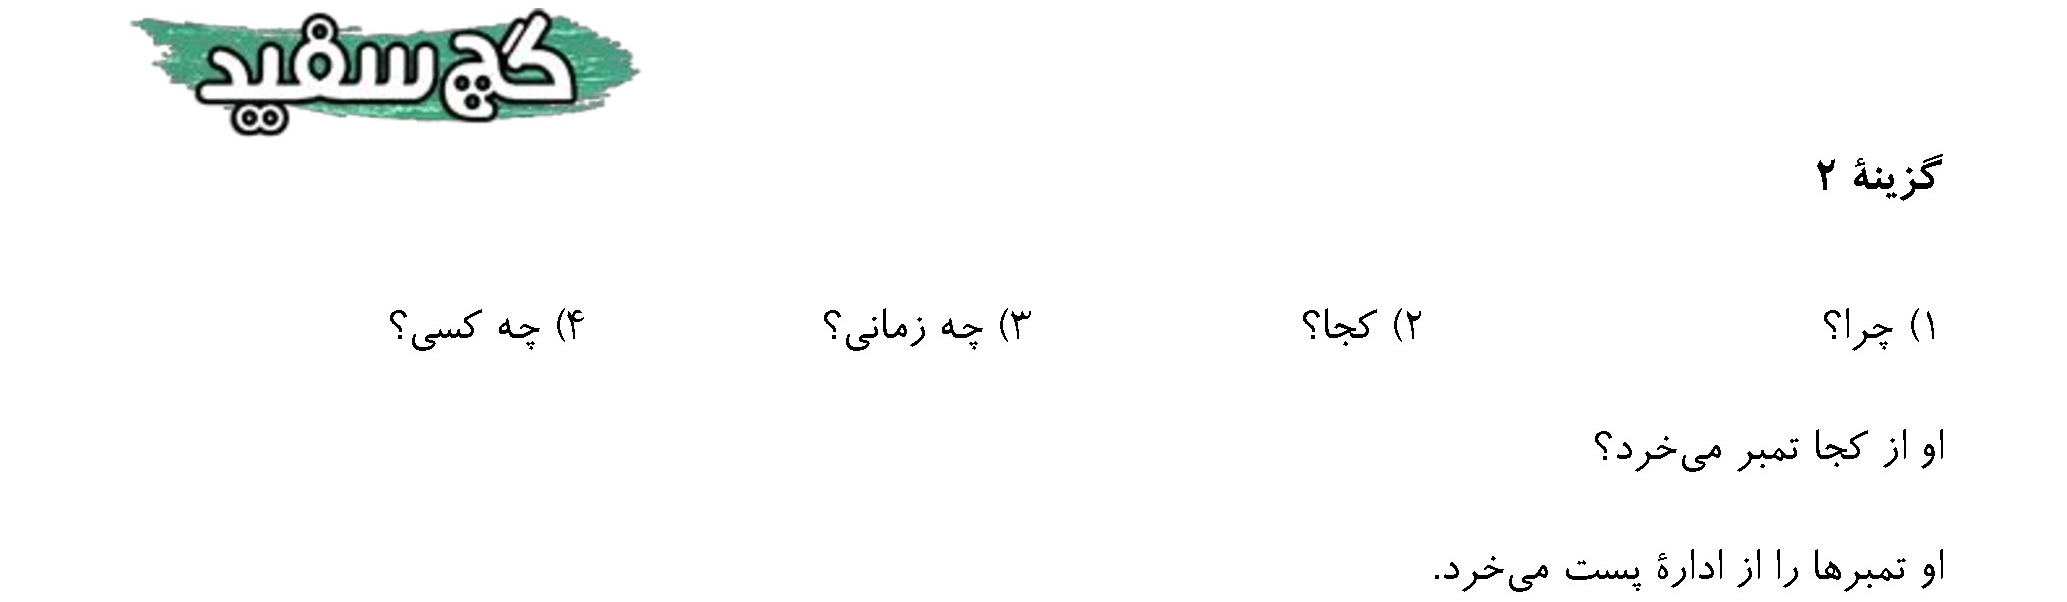 گچ سفید
گزینهٔ ۲
۱) چرا؟ ۲) کجا؟ ۳) چه زمانی؟ ۴) چه کسی؟
او از کجا تمبر می‌خرد؟
او تمبرها را از ادارهٔ پست می‌خرد.